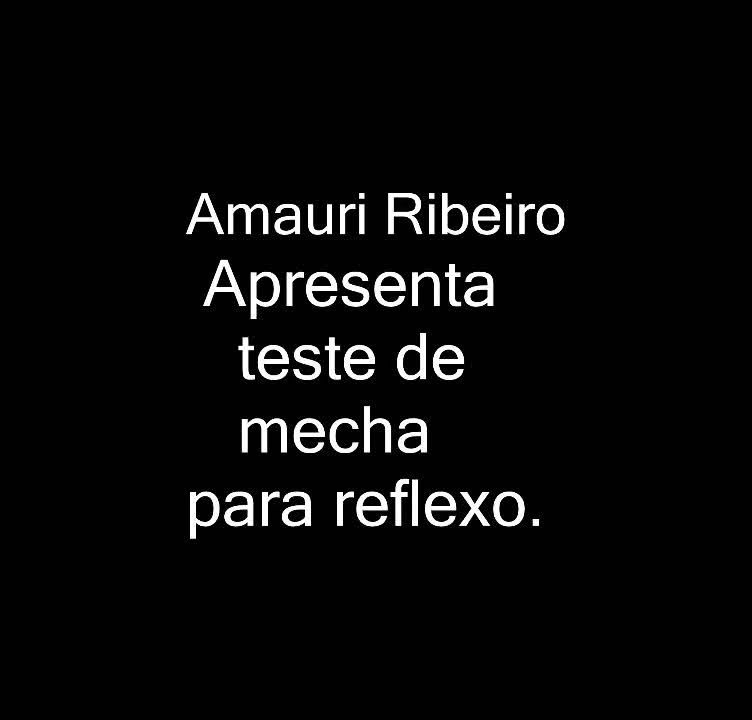 Amauri Ribeiro
Apresenta
teste de
mecha
para reflexo.